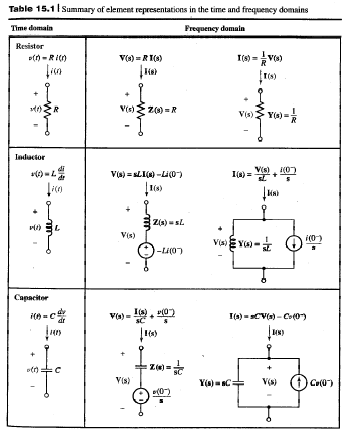 Table 15.1 | Summary of element representations in the time and frequency domains
Time domain
Frequency domain
Resistor
v(t) = R i(t)
i(t)
+
v(t) R
–
V(s) = R I(s)
I(s)
+
V(s) Z(s) = R
–
I(s) = 1/R V(s)
I(s)
+
V(s) Y(s) = 1/R
–
Inductor
v(t) = L di/dt
i(t)
+
v(t) L
–
V(s) = sLI(s) – Li(0⁻)
I(s)
+
Z(s) = sL
V(s)
–Li(0⁻)
–
I(s) = V(s)/sL + i(0⁻)/s
I(s)
+
V(s) Y(s) = 1/sL
i(0⁻)/s
–
Capacitor
i(t) = C dv/dt
i(t)
+
v(t) C
–
V(s) = I(s)/sC + v(0⁻)/s
I(s)
+
Z(s) = 1/sC
V(s)
v(0⁻)/s
–
I(s) = sCV(s) – Cv(0⁻)
I(s)
+
Y(s) = sC V(s) Cv(0⁻)
–